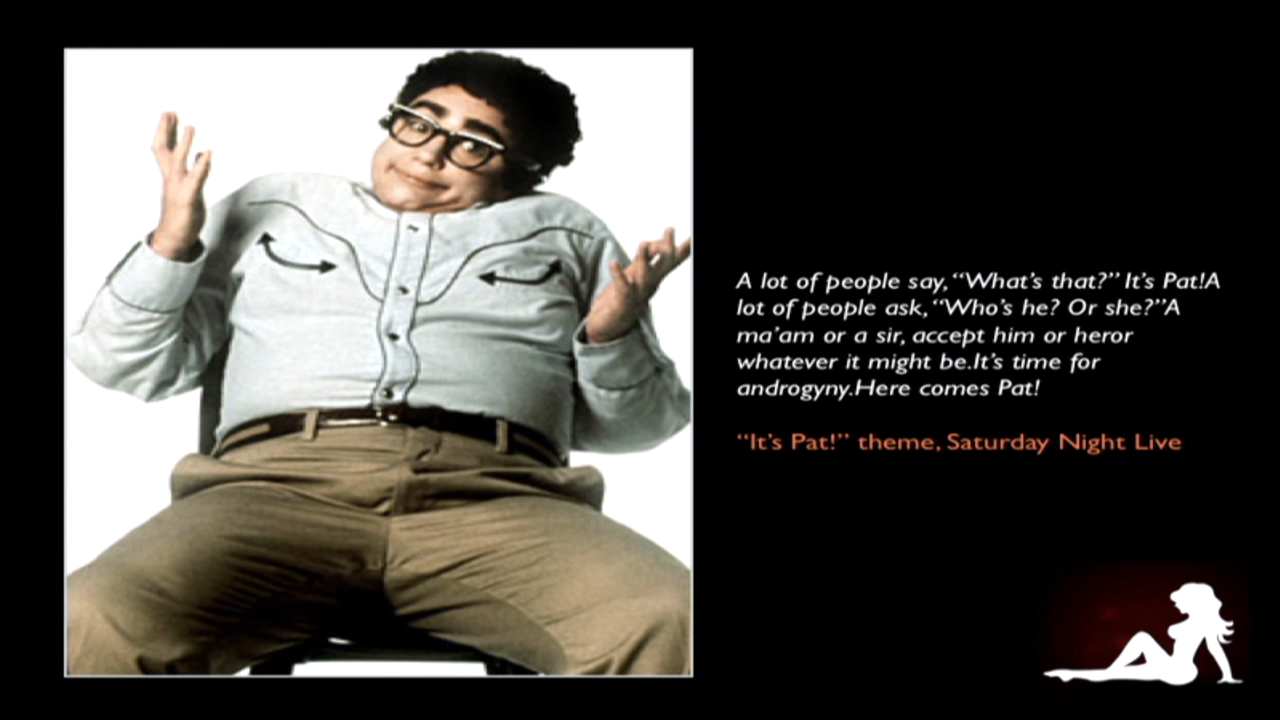 A lot of people say, “What’s that?” It’s Pat!A
lot of people ask, “Who’s he? Or she?”A
ma’am or a sir, accept him or heror
whatever it might be.It’s time for
androgyny.Here comes Pat!
“It’s Pat!” theme, Saturday Night Live